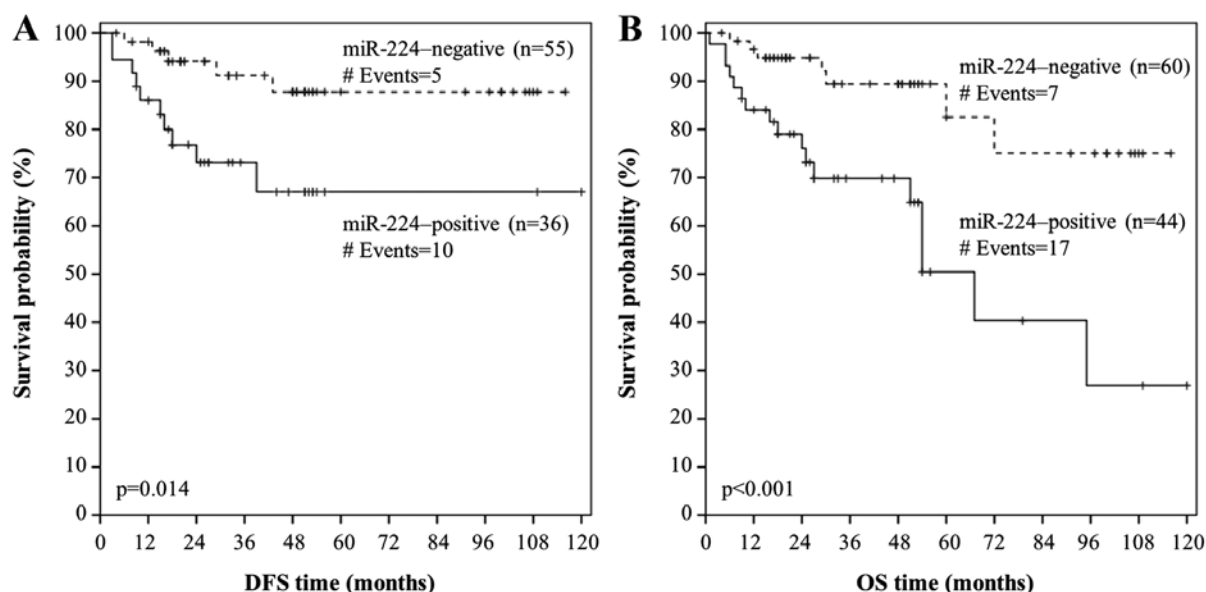 A
Survival probability (%)
100
90
80
70
60
50
40
30
20
10
0
miR-224–negative (n=55)
# Events=5
miR-224–positive (n=36)
# Events=10
p=0.014
0 12 24 36 48 60 72 84 96 108 120
DFS time (months)
B
Survival probability (%)
100
90
80
70
60
50
40
30
20
10
0
miR-224–negative (n=60)
# Events=7
miR-224–positive (n=44)
# Events=17
p<0.001
0 12 24 36 48 60 72 84 96 108 120
OS time (months)